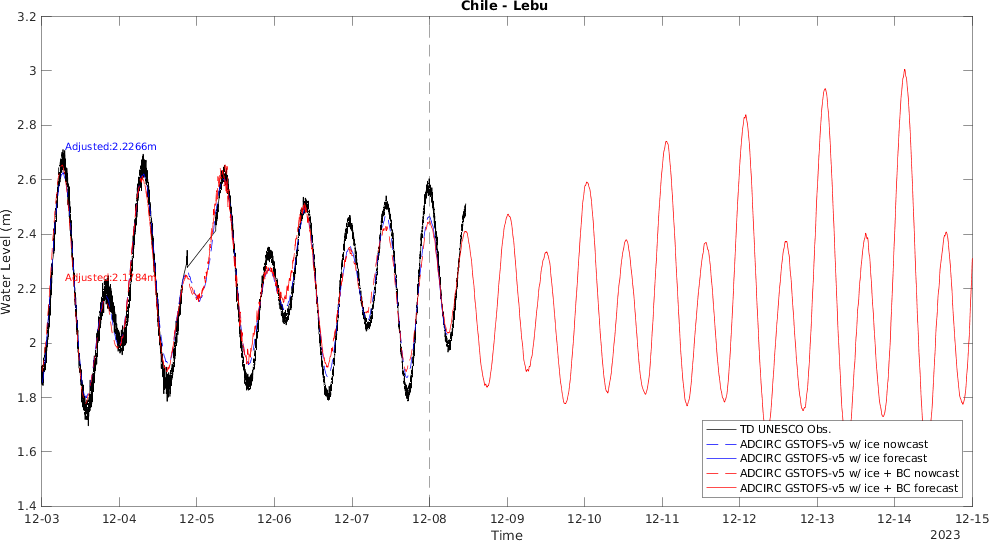 Chile - Lebu
3.2
3
2.8
2.6
2.4
2.2
2
1.8
1.6
1.4
Water Level (m)
Adjusted:2.2266m
Adjusted:2.1784m
TD UNESCO Obs.
ADCIRC GSTOFS-v5 w/ ice nowcast
ADCIRC GSTOFS-v5 w/ ice forecast
ADCIRC GSTOFS-v5 w/ ice + BC nowcast
ADCIRC GSTOFS-v5 w/ ice + BC forecast
12-03 12-04 12-05 12-06 12-07 12-08 12-09 12-10 12-11 12-12 12-13 12-14 12-15
Time
2023